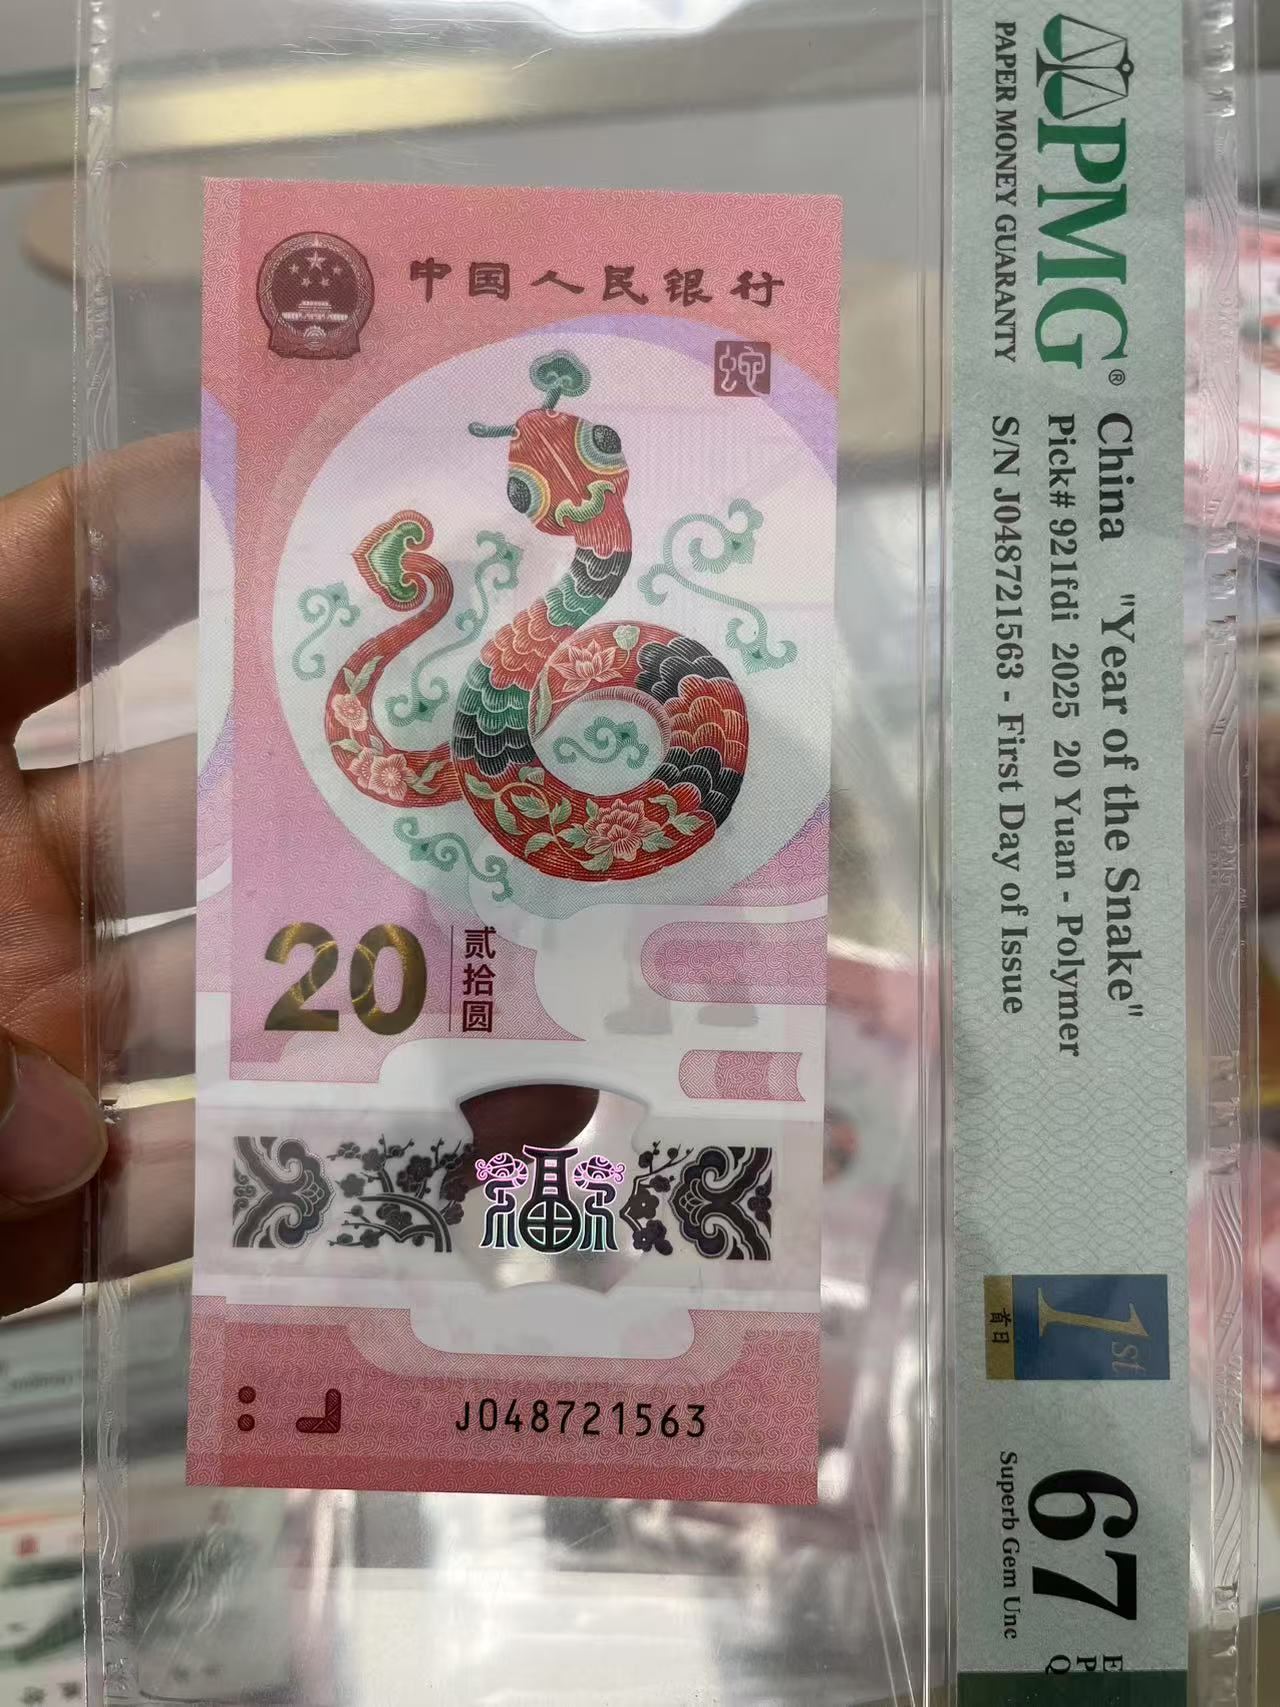 中国人民银行
蛇
20
贰拾圆
J048721563
PMG®
PAPER MONEY GUARANTY
China "Year of the Snake"
Pick# 921fdi 2025 20 Yuan - Polymer
S/N J048721563 - First Day of Issue
1st
首日
67 EPQ
Superb Gem Unc